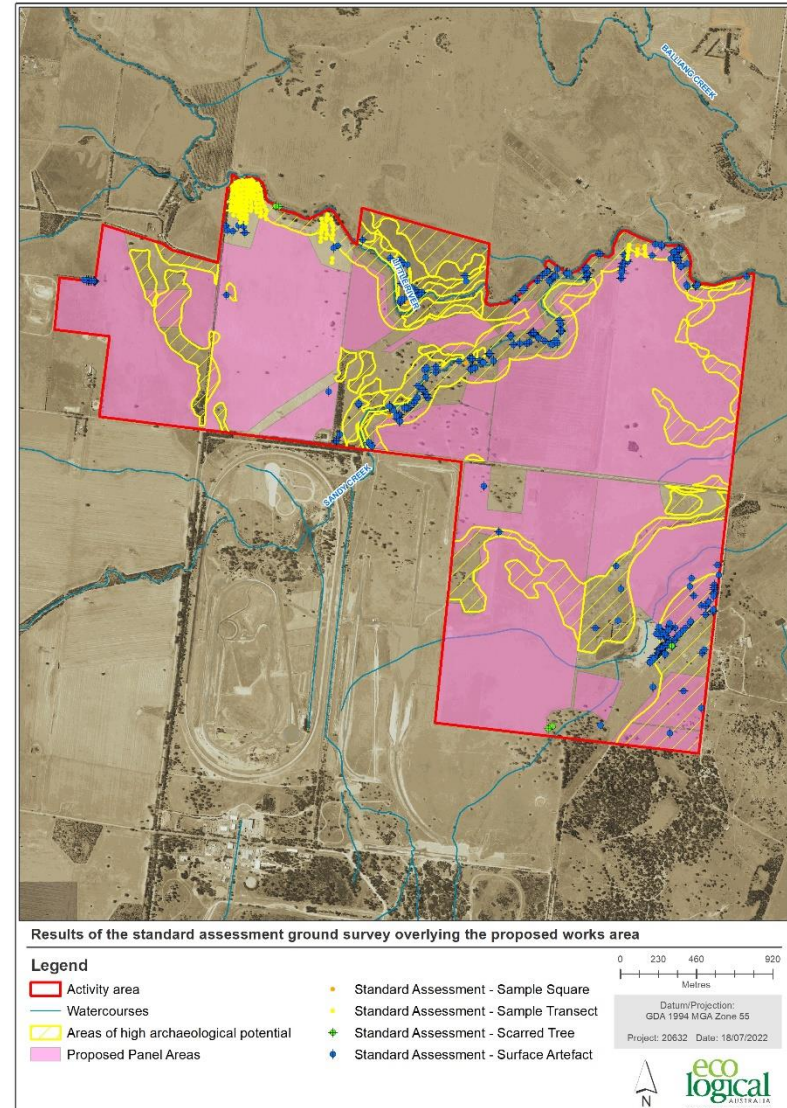 BALLIANG CREEK
LITTLE RIVER
SANDY CREEK
Results of the standard assessment ground survey overlying the proposed works area
Legend
Activity area
Watercourses
Areas of high archaeological potential
Proposed Panel Areas
Standard Assessment - Sample Square
Standard Assessment - Sample Transect
Standard Assessment - Scarred Tree
Standard Assessment - Surface Artefact
0 230 460 920
Metres
Datum/Projection:
GDA 1994 MGA Zone 55
Project: 20632 Date: 18/07/2022
N
eco
logical
AUSTRALIA